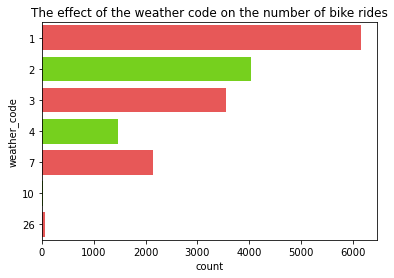 The effect of the weather code on the number of bike rides
1
2
3
4
7
10
26
weather_code
0 1000 2000 3000 4000 5000 6000
count